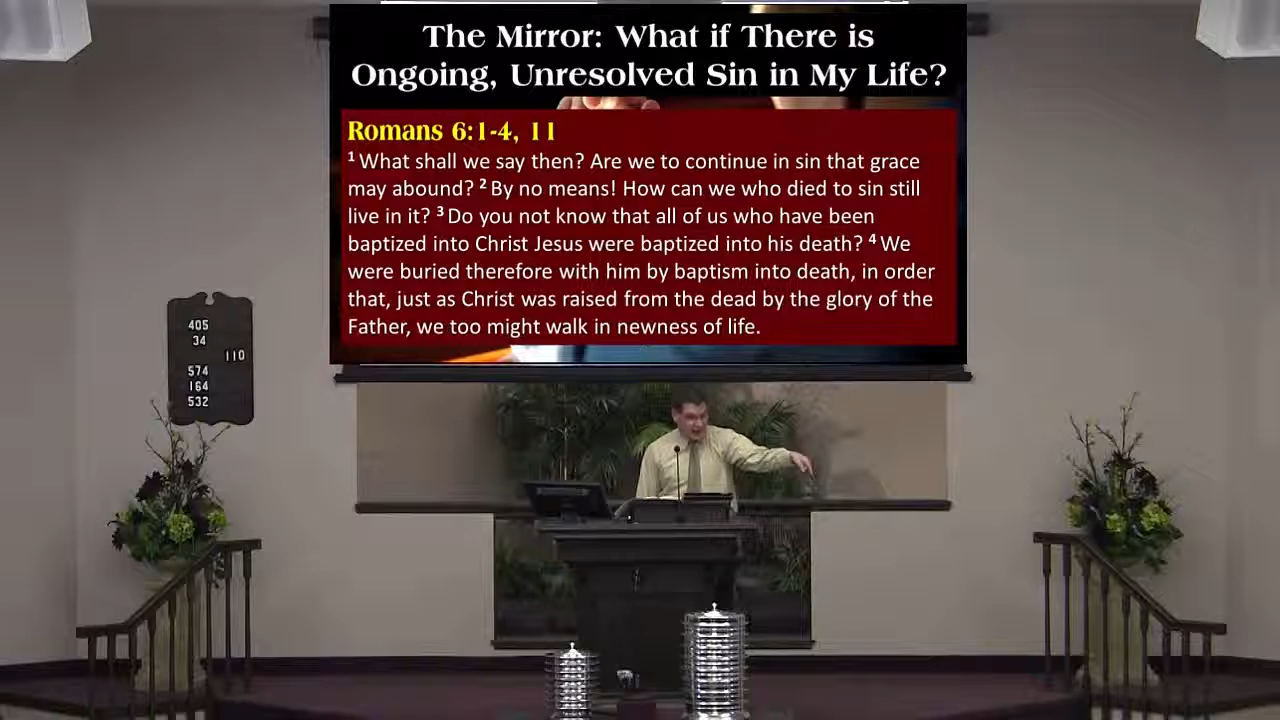 The Mirror: What if There is
Ongoing, Unresolved Sin in My Life?
Romans 6:1-4, 11
¹ What shall we say then? Are we to continue in sin that grace
may abound? ² By no means! How can we who died to sin still
live in it? ³ Do you not know that all of us who have been
baptized into Christ Jesus were baptized into his death? ⁴ We
were buried therefore with him by baptism into death, in order
that, just as Christ was raised from the dead by the glory of the
Father, we too might walk in newness of life.
405
34
110
574
164
532